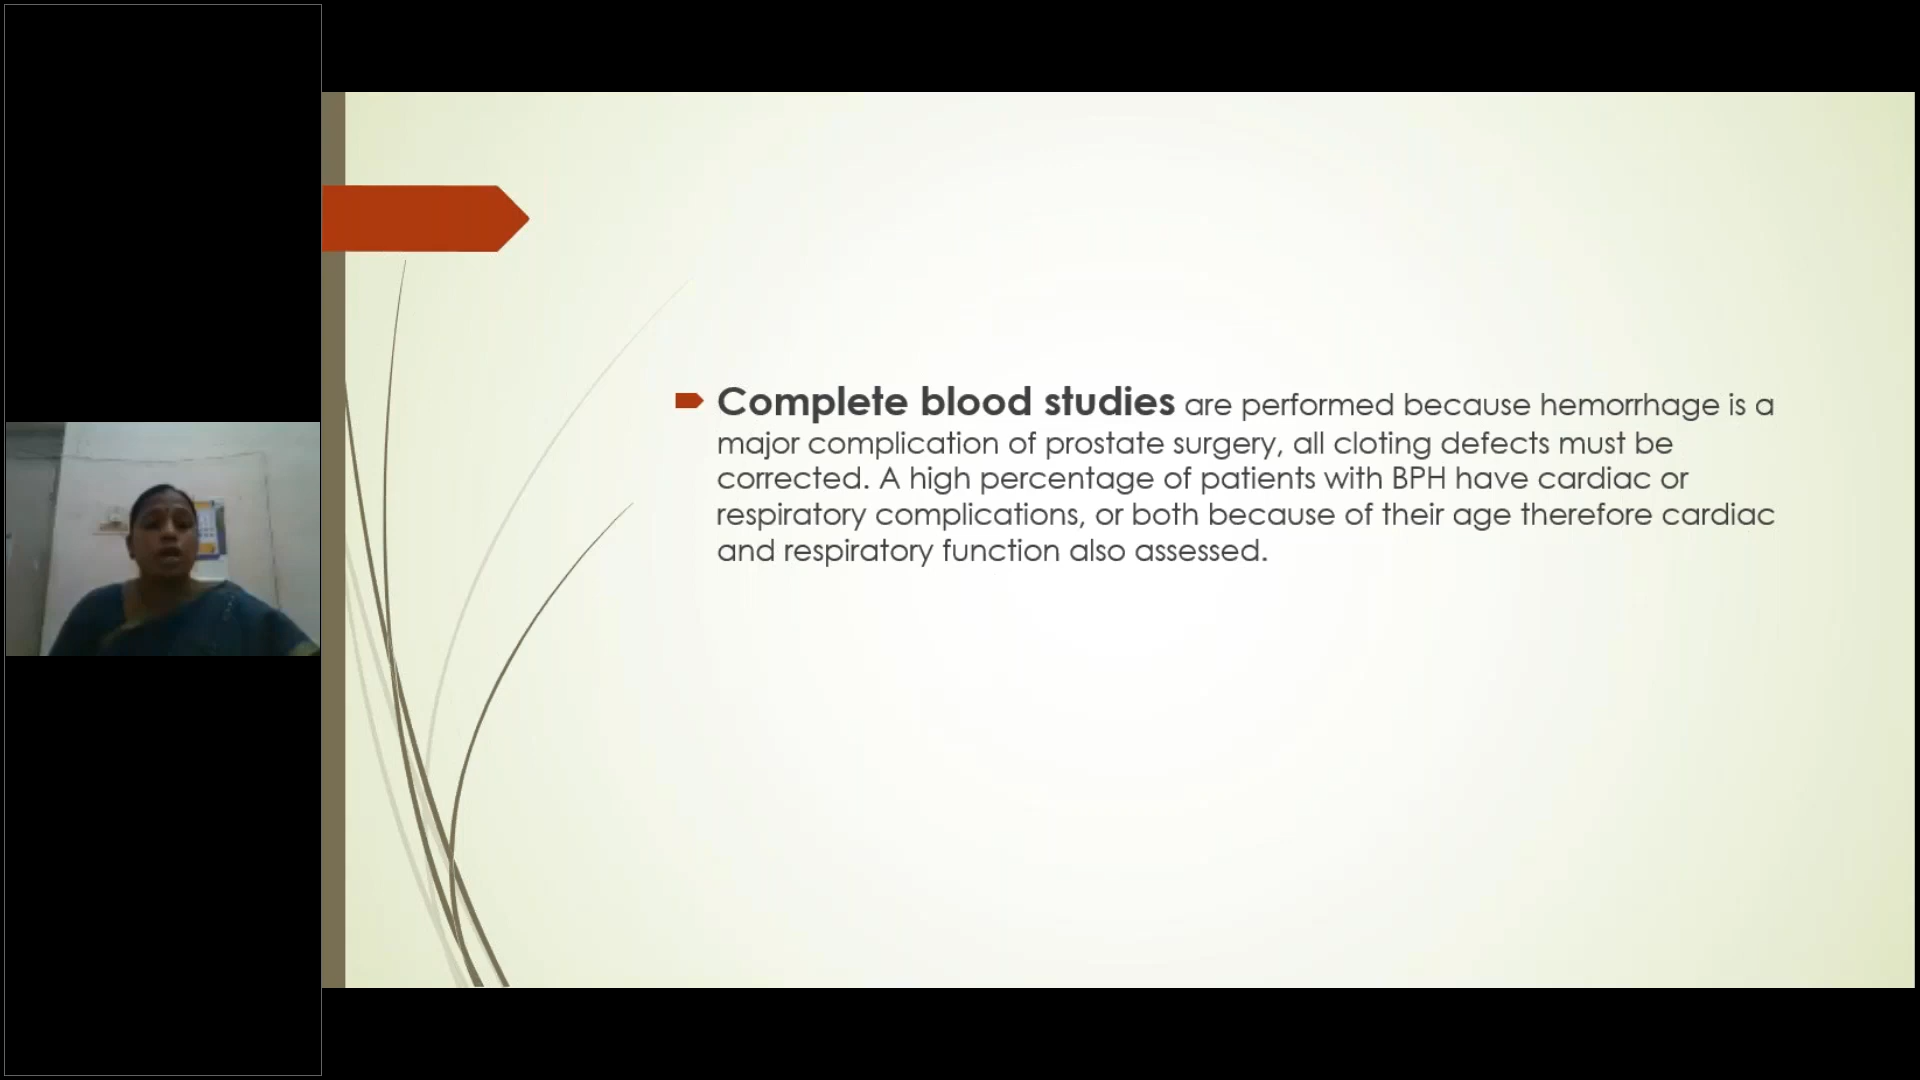 Complete blood studies are performed because hemorrhage is a
major complication of prostate surgery, all cloting defects must be
corrected. A high percentage of patients with BPH have cardiac or
respiratory complications, or both because of their age therefore cardiac
and respiratory function also assessed.